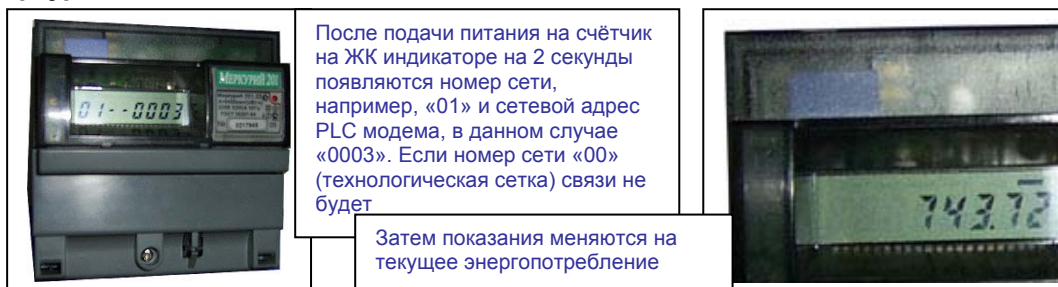 После подачи питания на счётчик
на ЖК индикаторе на 2 секунды
появляются номер сети,
например, «01» и сетевой адрес
PLC модема, в данном случае
«0003». Если номер сети «00»
(технологическая сетка) связи не
будет
Затем показания меняются на
текущее энергопотребление
МЕРКУРИЙ 201
01--0003
743.72